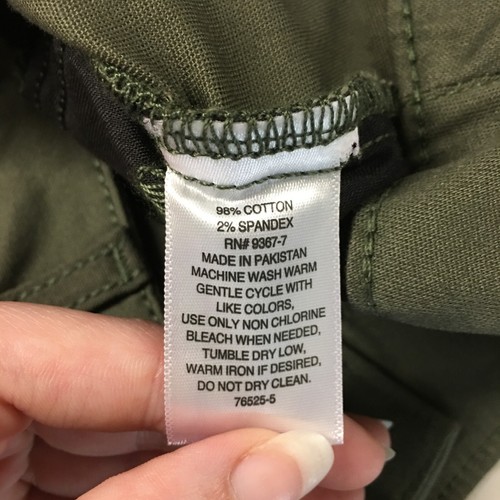 98% COTTON
2% SPANDEX
RN# 9367-7
MADE IN PAKISTAN
MACHINE WASH WARM
GENTLE CYCLE WITH
LIKE COLORS,
USE ONLY NON CHLORINE
BLEACH WHEN NEEDED,
TUMBLE DRY LOW,
WARM IRON IF DESIRED,
DO NOT DRY CLEAN.
76525-5